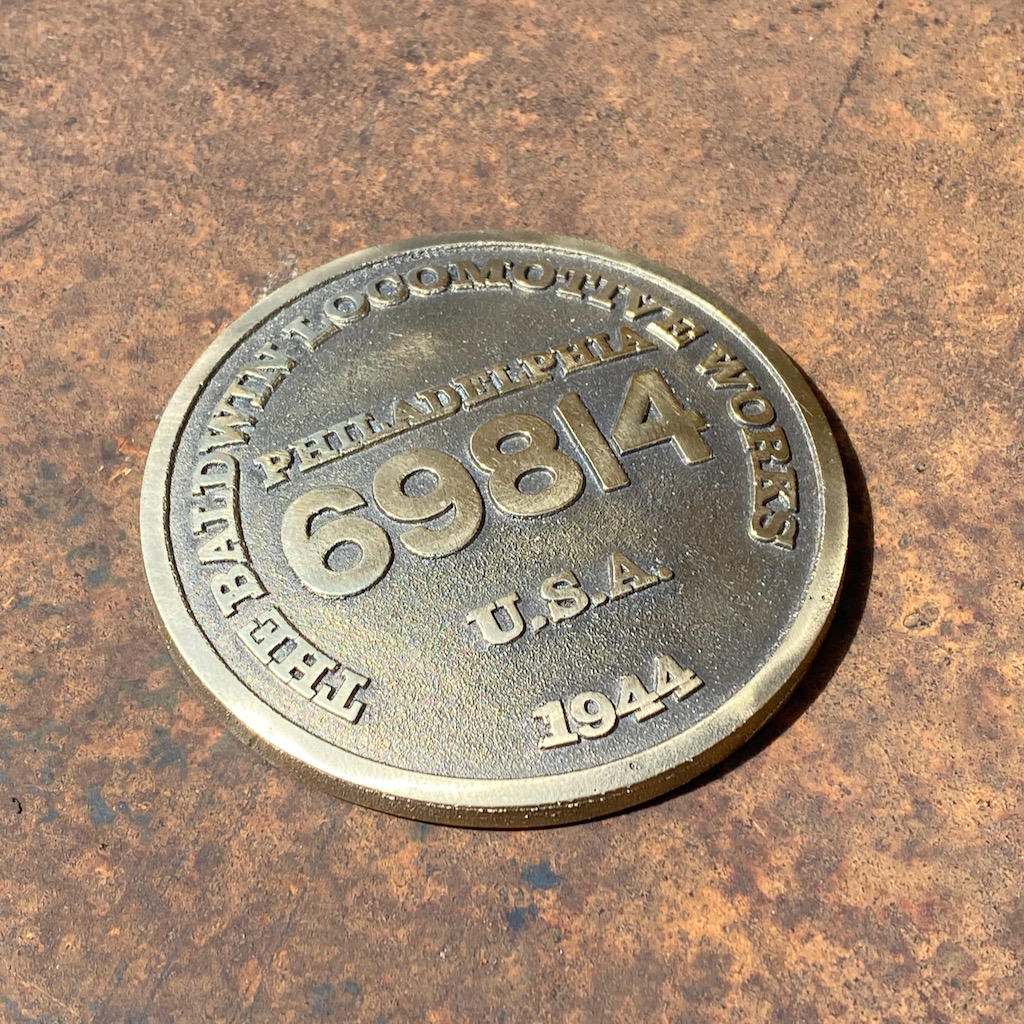 THE BALDWIN LOCOMOTIVE WORKS
PHILADELPHIA
69814
U.S.A.
1944